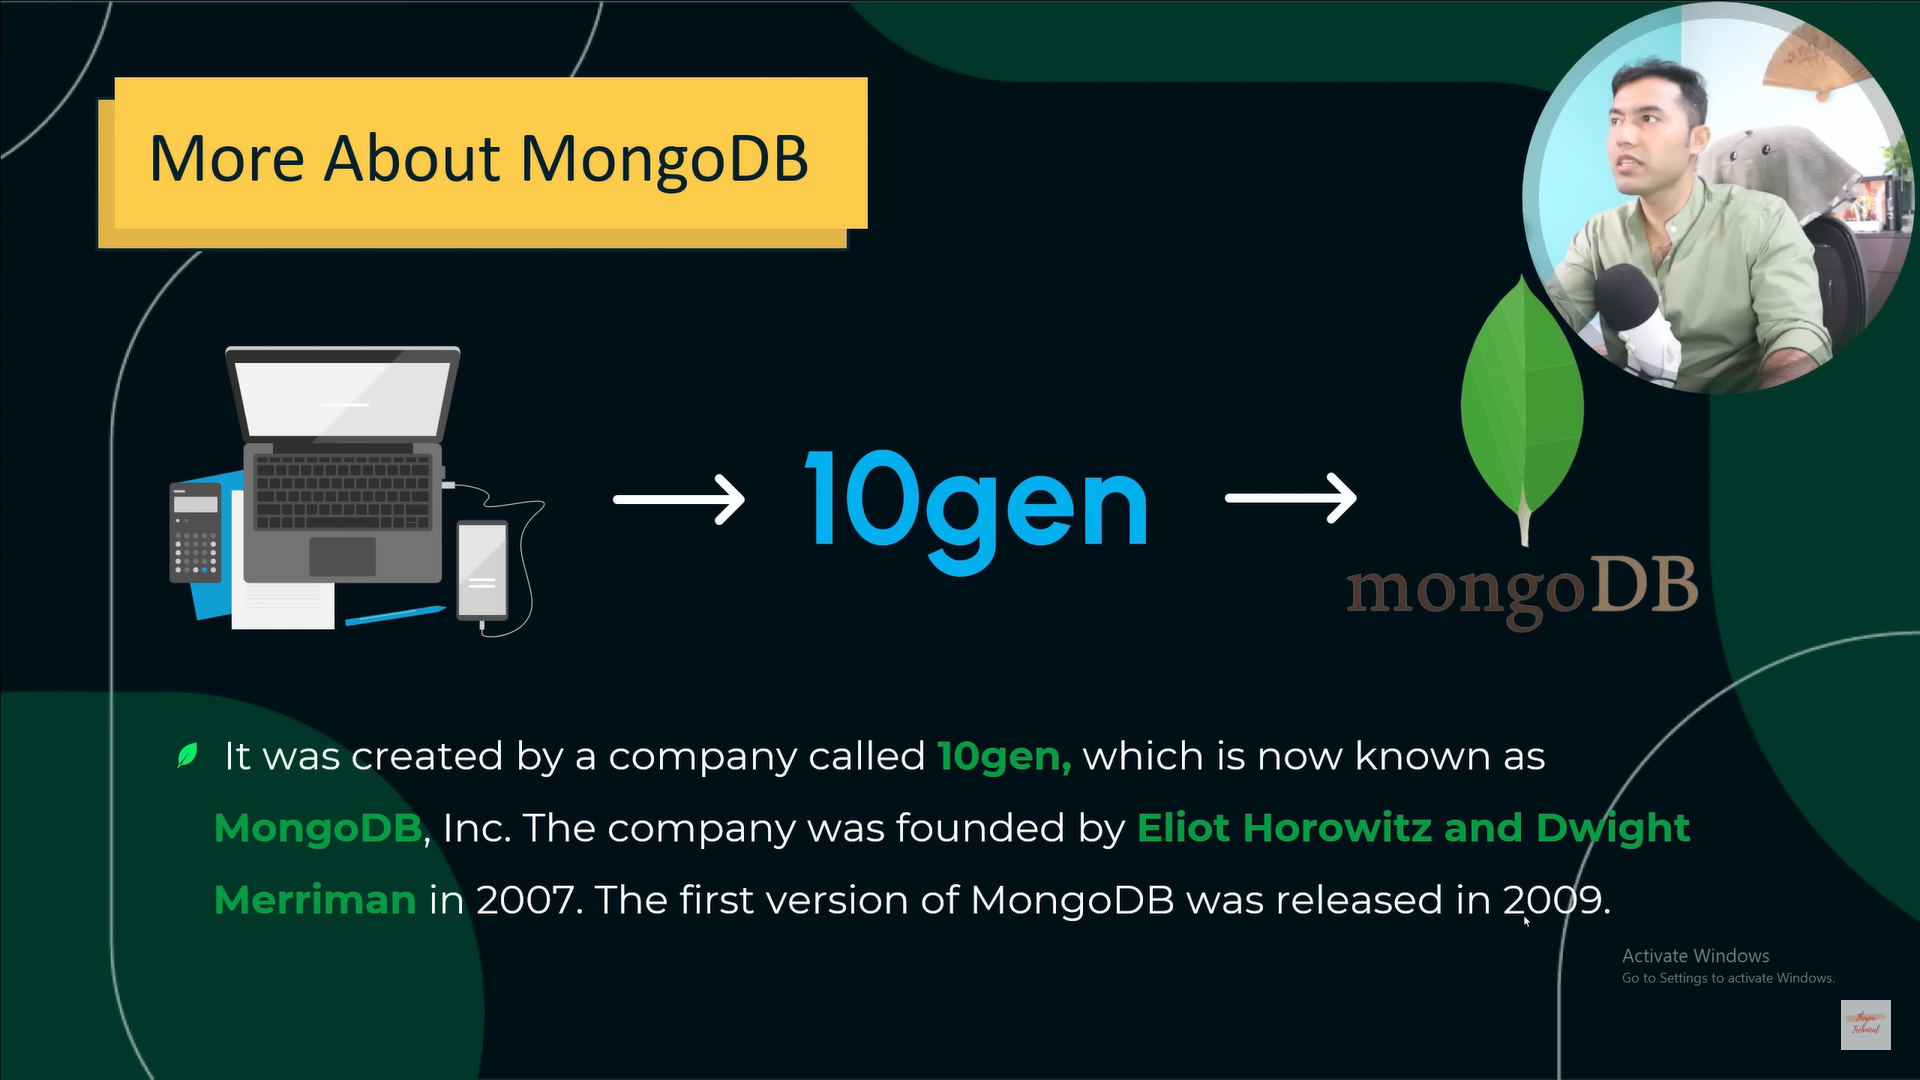 More About MongoDB
10gen
mongoDB
It was created by a company called 10gen, which is now known as
MongoDB, Inc. The company was founded by Eliot Horowitz and Dwight
Merriman in 2007. The first version of MongoDB was released in 2009.
Activate Windows
Go to Settings to activate Windows.
Technical